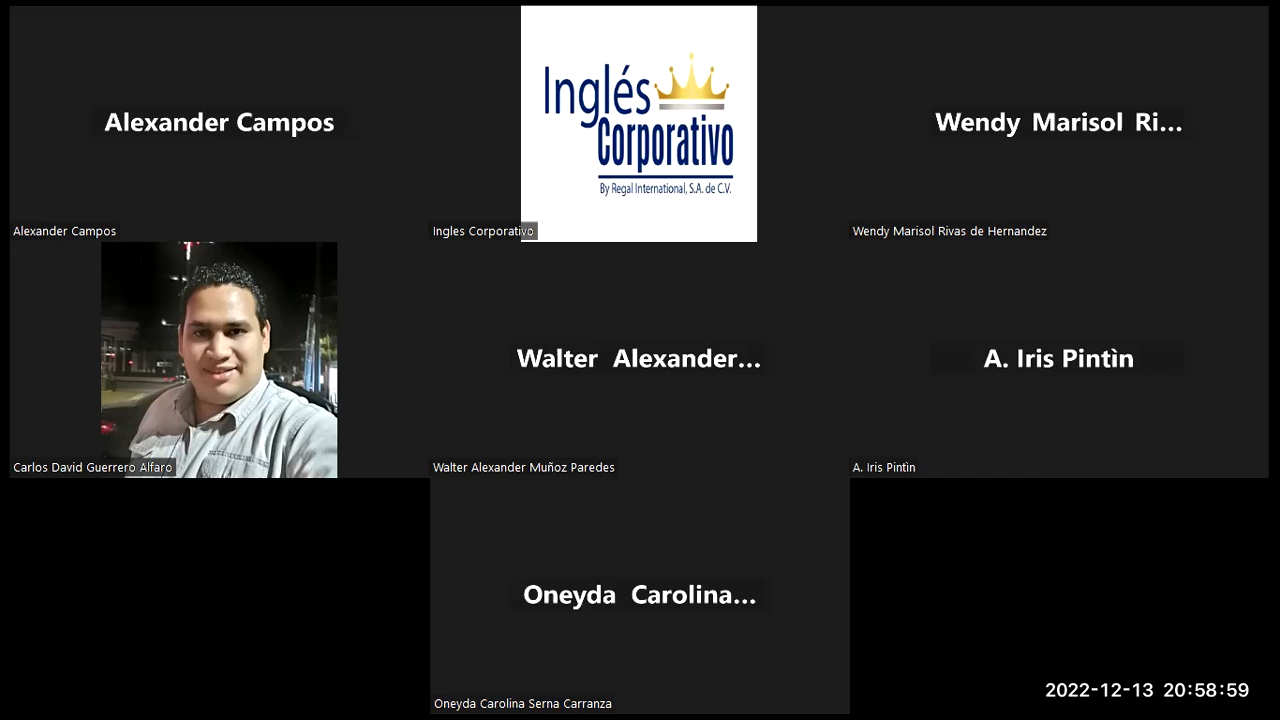 Alexander Campos
Alexander Campos
Inglés
Corporativo
By Regal International, S.A. de C.V.
Ingles Corporativo
Wendy Marisol Ri...
Wendy Marisol Rivas de Hernandez
Carlos David Guerrero Alfaro
Walter Alexander...
Walter Alexander Muñoz Paredes
A. Iris Pintìn
A. Iris Pintìn
Oneyda Carolina...
Oneyda Carolina Serna Carranza
2022-12-13 20:58:59